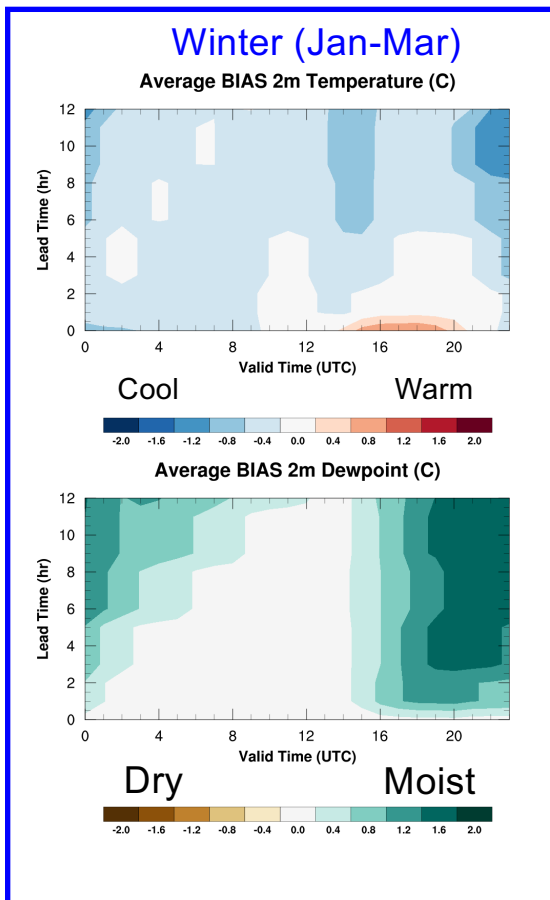 Winter (Jan-Mar)
Average BIAS 2m Temperature (C)
12
10
8
6
4
2
0
Lead Time (hr)
0 4 8 12 16 20
Valid Time (UTC)
Cool Warm
-2.0 -1.6 -1.2 -0.8 -0.4 0.0 0.4 0.8 1.2 1.6 2.0
Average BIAS 2m Dewpoint (C)
12
10
8
6
4
2
0
Lead Time (hr)
0 4 8 12 16 20
Valid Time (UTC)
Dry Moist
-2.0 -1.6 -1.2 -0.8 -0.4 0.0 0.4 0.8 1.2 1.6 2.0